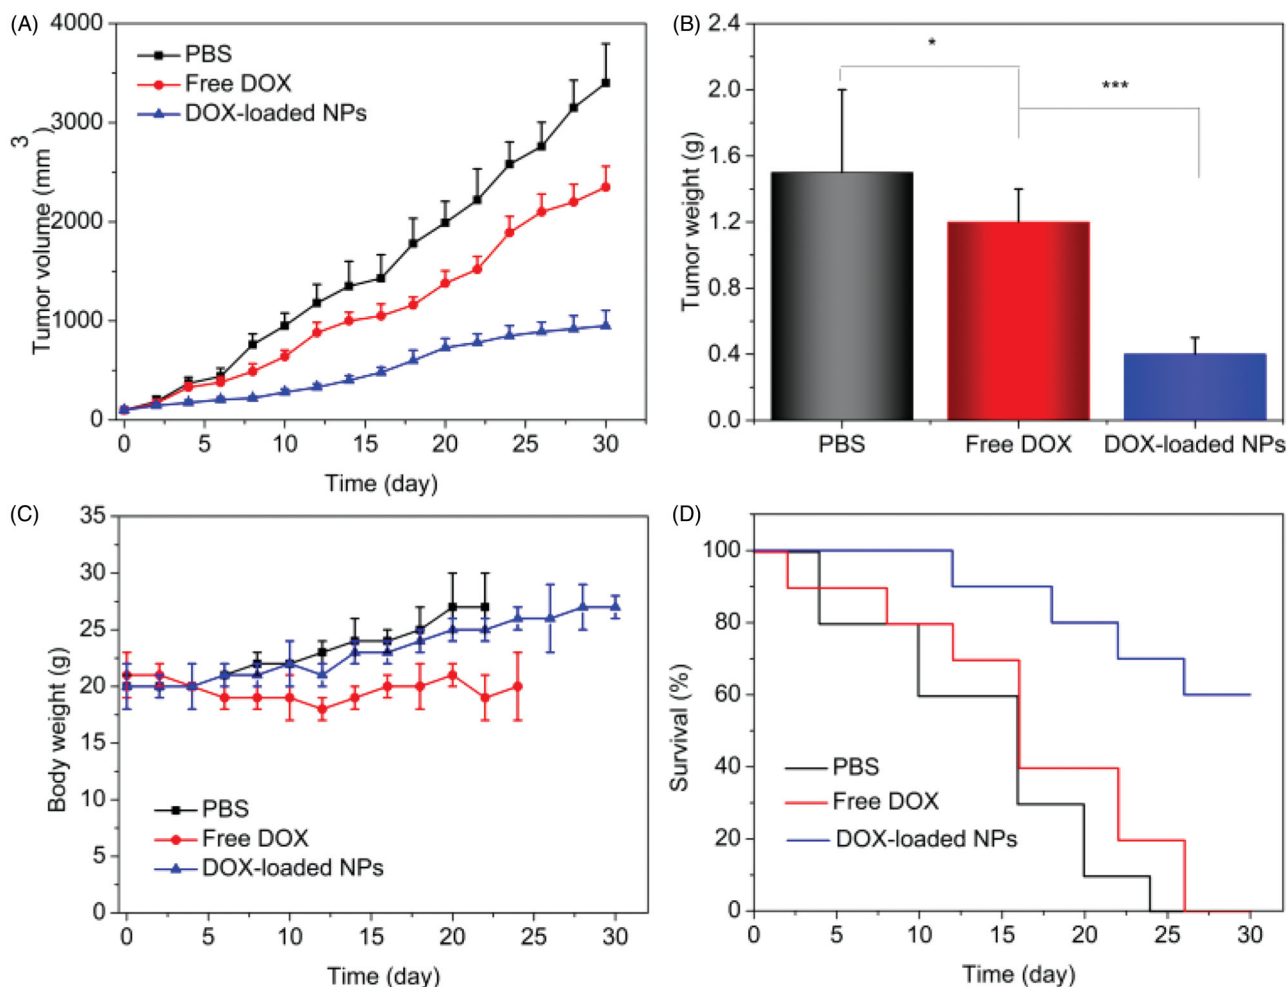 (A)
4000
3000
2000
1000
0
Tumor volume (mm3)
PBS
Free DOX
DOX-loaded NPs
0 5 10 15 20 25 30
Time (day)
(B)
2.4
2.0
1.6
1.2
0.8
0.4
0.0
Tumor weight (g)
*
***
PBS Free DOX DOX-loaded NPs
(C)
35
30
25
20
15
10
5
0
Body weight (g)
PBS
Free DOX
DOX-loaded NPs
0 5 10 15 20 25 30
Time (day)
(D)
100
80
60
40
20
0
Survival (%)
PBS
Free DOX
DOX-loaded NPs
0 5 10 15 20 25 30
Time (day)